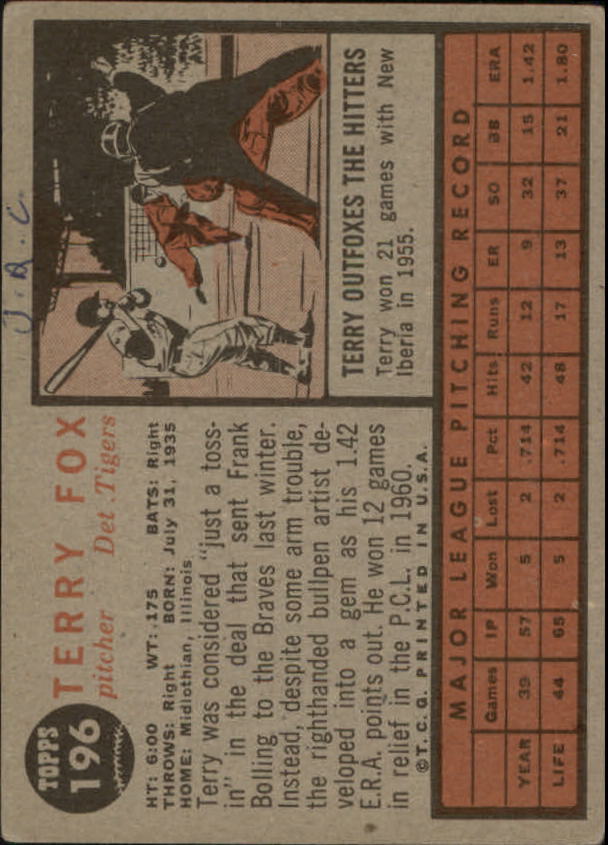 J.R.C.
TOPPS
196
TERRY FOX
pitcher Det. Tigers
HT: 6:00 WT: 175 BATS: Right
THROWS: Right BORN: July 31, 1935
HOME: Midlothian, Illinois
Terry was considered "just a toss-
in" in the deal that sent Frank
Bolling to the Braves last winter.
Instead, despite some arm trouble,
the righthanded bullpen artist de-
veloped into a gem as his 1.42
E.R.A. points out. He won 12 games
in relief in the P.C.L. in 1960.
©T.C.G. PRINTED IN U.S.A.
TERRY OUTFOXES THE HITTERS
Terry won 21 games with New
Iberia in 1955.
MAJOR LEAGUE PITCHING RECORD
Games IP Won Lost Pct Hits Runs ER SO BB ERA
YEAR 39 57 5 2 .714 42 12 9 32 15 1.42
LIFE 44 65 5 2 .714 48 17 13 37 21 1.80